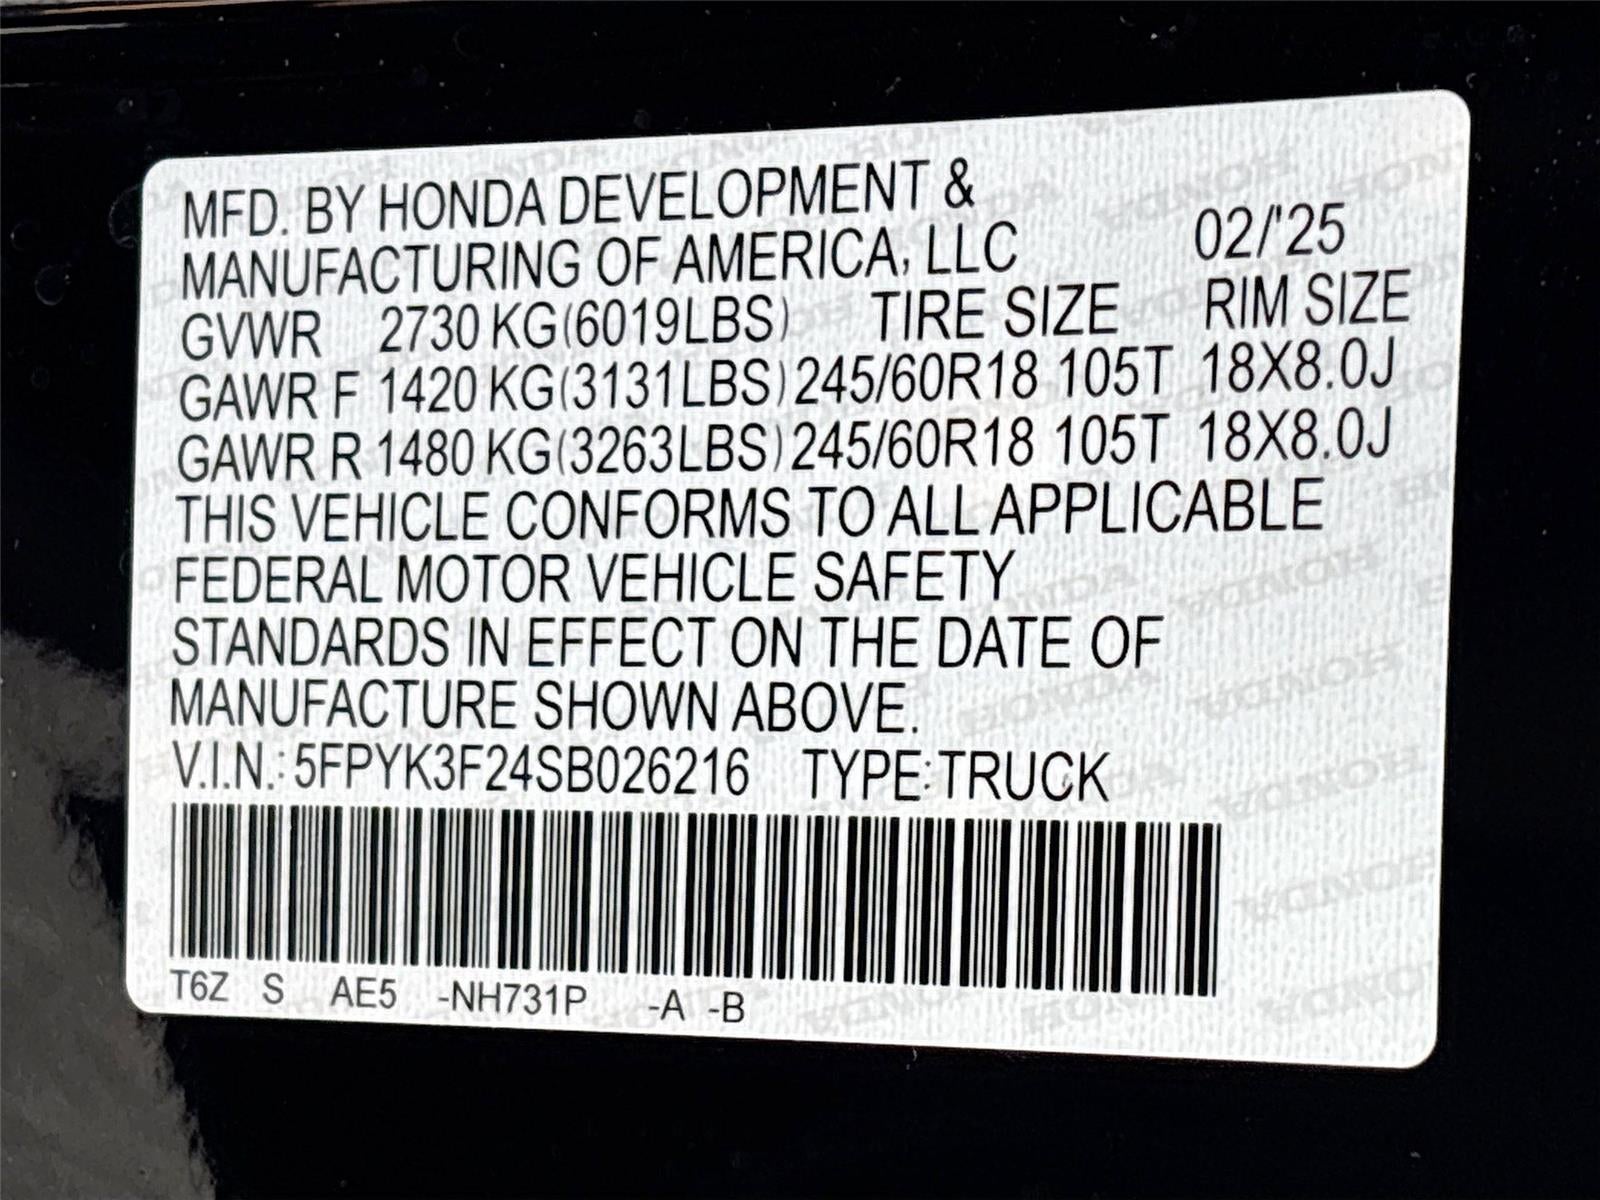 MFD. BY HONDA DEVELOPMENT &
MANUFACTURING OF AMERICA, LLC 02/'25
GVWR 2730 KG(6019LBS) TIRE SIZE RIM SIZE
GAWR F 1420 KG(3131LBS) 245/60R18 105T 18X8.0J
GAWR R 1480 KG(3263LBS) 245/60R18 105T 18X8.0J
THIS VEHICLE CONFORMS TO ALL APPLICABLE
FEDERAL MOTOR VEHICLE SAFETY
STANDARDS IN EFFECT ON THE DATE OF
MANUFACTURE SHOWN ABOVE.
V.I.N.: 5FPYK3F24SB026216 TYPE:TRUCK
T6Z S AE5 -NH731P -A -B